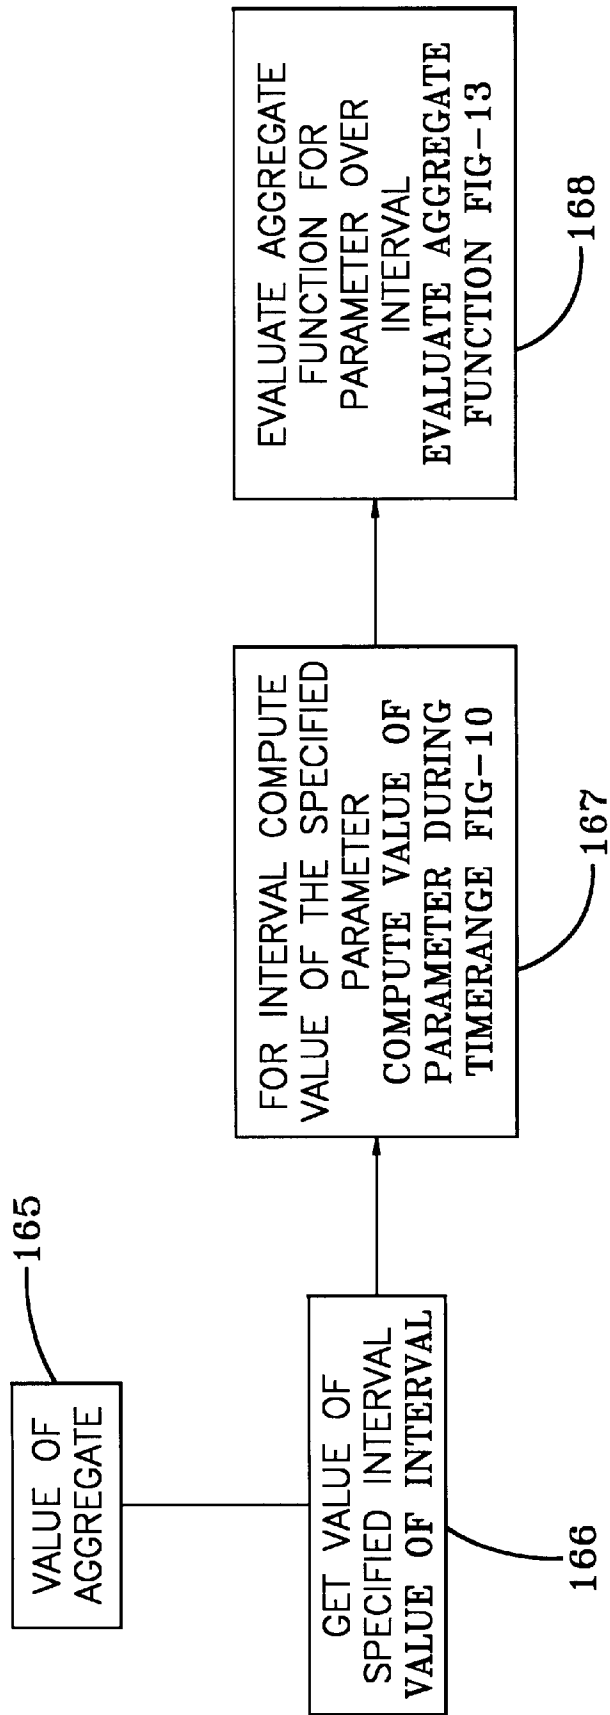 VALUE OF
AGGREGATE
165
GET VALUE OF
SPECIFIED INTERVAL
VALUE OF INTERVAL
166
FOR INTERVAL COMPUTE
VALUE OF THE SPECIFIED
PARAMETER
COMPUTE VALUE OF
PARAMETER DURING
TIMERANGE FIG-10
167
EVALUATE AGGREGATE
FUNCTION FOR
PARAMETER OVER
INTERVAL
EVALUATE AGGREGATE
FUNCTION FIG-13
168